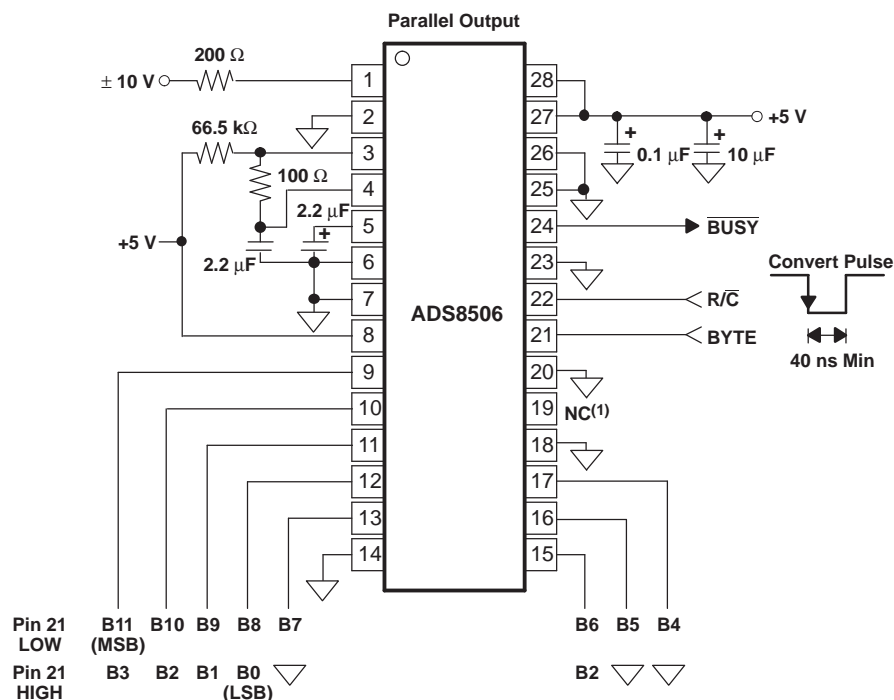 Parallel Output
200 Ω
± 10 V
1
28
2
27
+5 V
66.5 kΩ
3
26
0.1 μF
10 μF
+
+
100 Ω
4
25
2.2 μF
+
5
24
BUSY
+5 V
2.2 μF
6
23
Convert Pulse
7
22
R/C
ADS8506
8
21
BYTE
40 ns Min
9
20
10
19
NC(1)
11
18
12
17
13
16
14
15
Pin 21 LOW
B11 (MSB)
B10
B9
B8
B7
B6
B5
B4
Pin 21 HIGH
B3
B2
B1
B0 (LSB)
B2